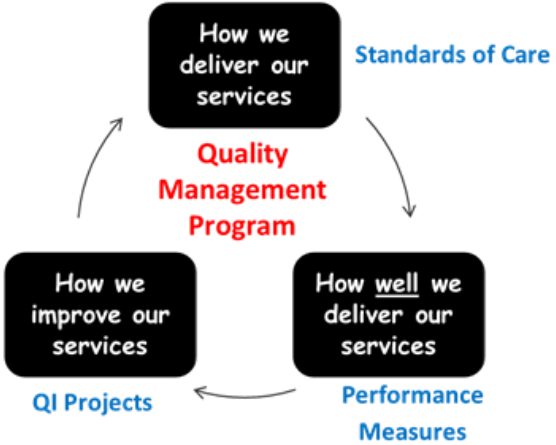 How we
deliver our
services
Standards of Care
Quality
Management
Program
How we
improve our
services
How well we
deliver our
services
QI Projects
Performance
Measures